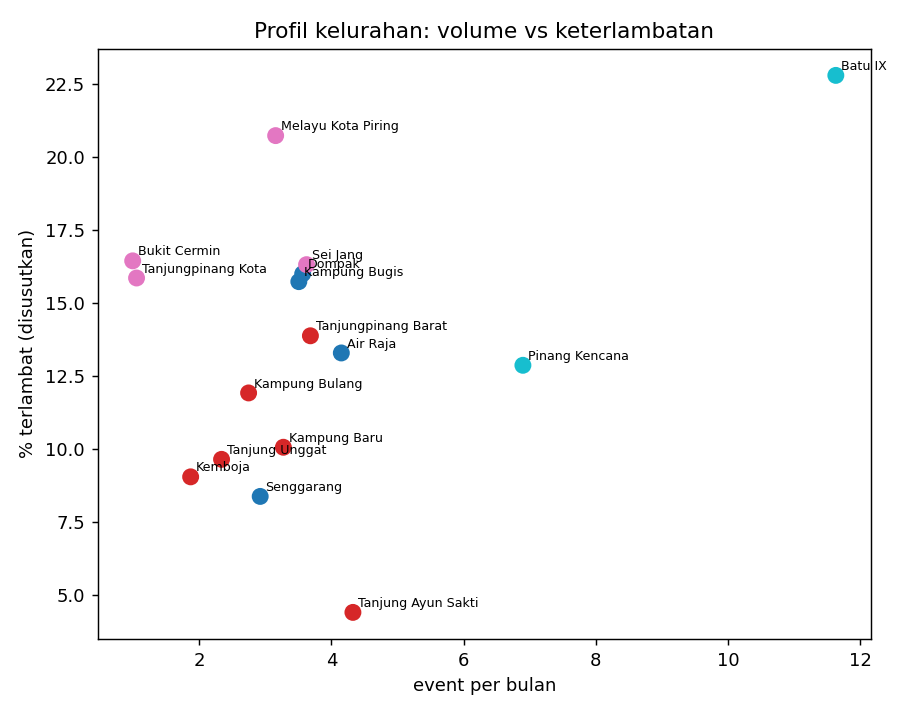 Profil kelurahan: volume vs keterlambatan
% terlambat (disusutkan)
22.5
20.0
17.5
15.0
12.5
10.0
7.5
5.0
Batu IX
Melayu Kota Piring
Bukit Cermin
Sei Jang
Dompak
Tanjungpinang Kota
Kampung Bugis
Tanjungpinang Barat
Air Raja
Pinang Kencana
Kampung Bulang
Kampung Baru
Tanjung Unggat
Kemboja
Senggarang
Tanjung Ayun Sakti
2 4 6 8 10 12
event per bulan